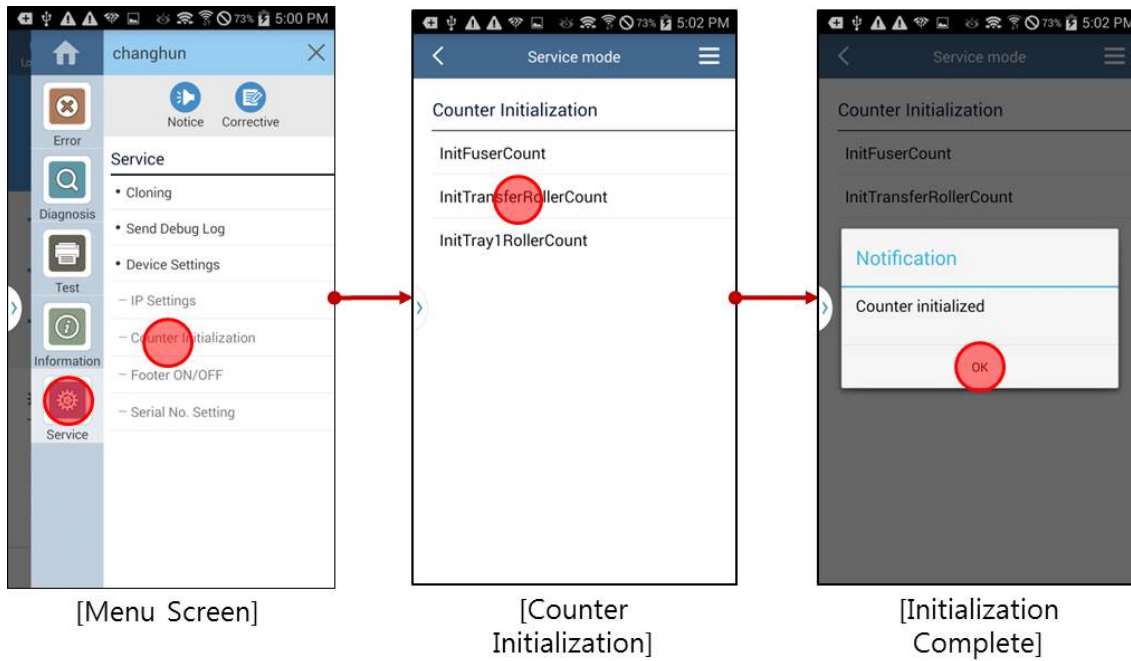 73% 5:00 PM
changhun
Notice Corrective
Error
Diagnosis
Test
Information
Service
Service
• Cloning
• Send Debug Log
• Device Settings
– IP Settings
– Counter Initialization
– Footer ON/OFF
– Serial No. Setting
[Menu Screen]
73% 5:02 PM
Service mode
Counter Initialization
InitFuserCount
InitTransferRollerCount
InitTray1RollerCount
[Counter
Initialization]
73% 5:02 PM
Service mode
Counter Initialization
InitFuserCount
InitTransferRollerCount
Notification
Counter initialized
OK
[Initialization
Complete]